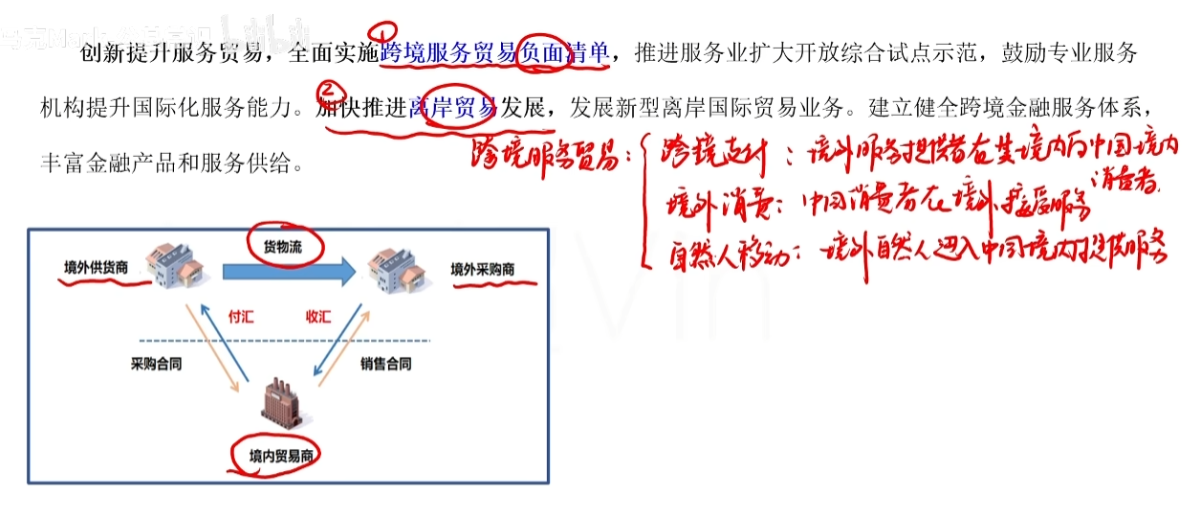 ①
创新提升服务贸易，全面实施跨境服务贸易负面清单，推进服务业扩大开放综合试点示范，鼓励专业服务
②
机构提升国际化服务能力。加快推进离岸贸易发展，发展新型离岸国际贸易业务。建立健全跨境金融服务体系，
丰富金融产品和服务供给。
跨境服务贸易：
跨境支付：境外服务提供者在其境内向中国境内
消费者.
境外消费：中国消费者在境外接受服务
自然人移动：境外自然人进入中国境内提供服务
货物流
境外供货商
境外采购商
付汇
收汇
采购合同
销售合同
境内贸易商
Vin